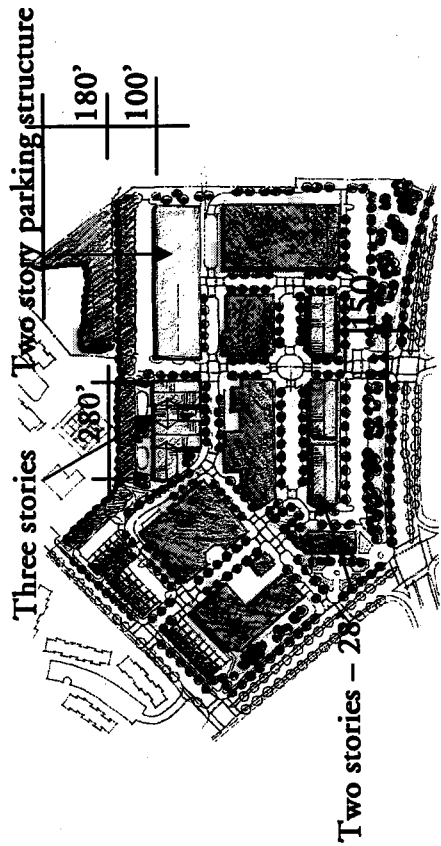 Two story parking structure
180'
100'
280'
Three stories
150'
Two stories – 28